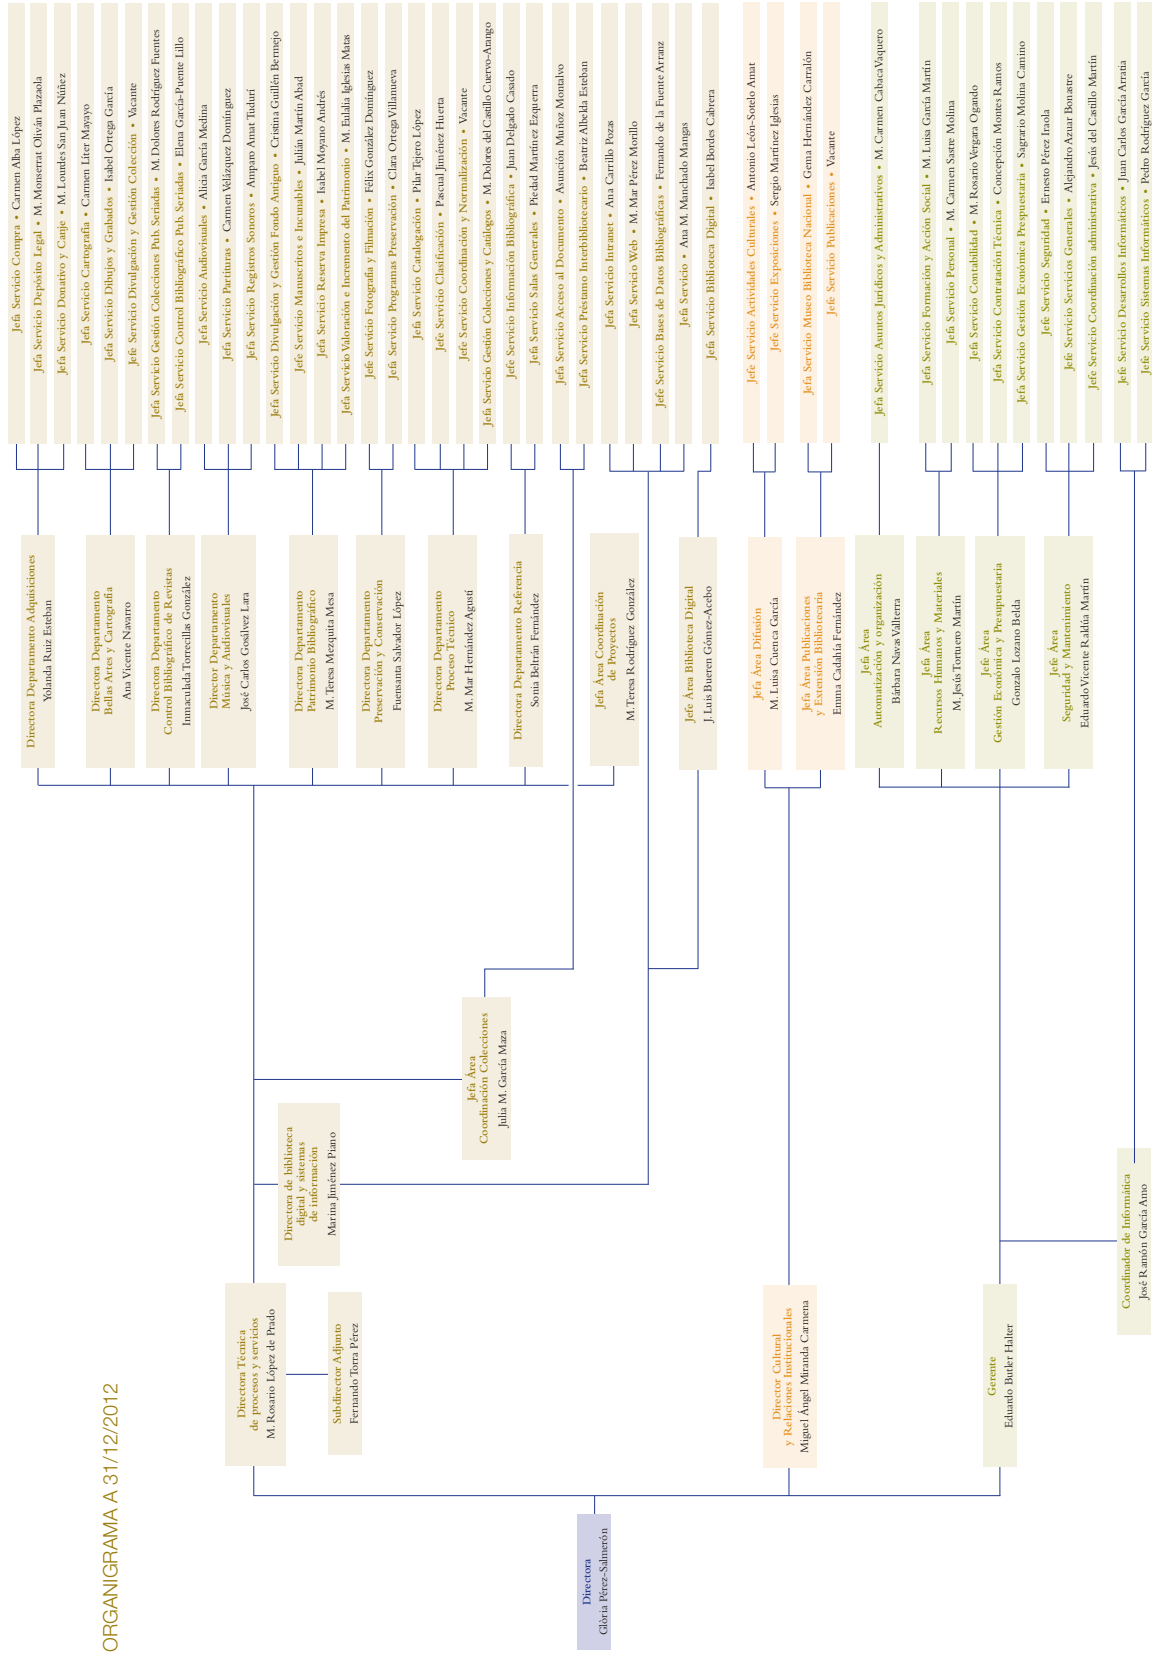 ORGANIGRAMA A 31/12/2012
Directora
Glòria Pérez-Salmerón
Directora Técnica
de procesos y servicios
M. Rosario López de Prado
Subdirector Adjunto
Fernando Torra Pérez
Directora de biblioteca
digital y sistemas
de información
Marina Jiménez Piano
Jefa Área
Coordinación Colecciones
Julia M. García Maza
Director Cultural
y Relaciones Institucionales
Miguel Ángel Miranda Carmena
Gerente
Eduardo Butler Halter
Coordinador de Informática
José Ramón García Amo
Directora Departamento Adquisiciones
Yolanda Ruiz Esteban
Directora Departamento
Bellas Artes y Cartografía
Ana Vicente Navarro
Directora Departamento
Control Bibliográfico de Revistas
Inmaculada Torrecillas González
Director Departamento
Música y Audiovisuales
José Carlos Gosálvez Lara
Directora Departamento
Patrimonio Bibliográfico
M. Teresa Mezquita Mesa
Directora Departamento
Preservación y Conservación
Fuensanta Salvador López
Directora Departamento
Proceso Técnico
M. Mar Hernández Agustí
Directora Departamento Referencia
Sonia Beltrán Fernández
Jefa Área Coordinación
de Proyectos
M. Teresa Rodríguez González
Jefe Área Biblioteca Digital
J. Luis Bueren Gómez-Acebo
Jefa Área Difusión
M. Luisa Cuenca García
Jefa Área Publicaciones
y Extensión Bibliotecaria
Emma Cadahía Fernández
Jefa Área
Automatización y organización
Bárbara Navas Valterra
Jefa Área
Recursos Humanos y Materiales
M. Jesús Tortuero Martín
Jefe Área
Gestión Económica y Presupuestaria
Gonzalo Lozano Belda
Jefe Área
Seguridad y Mantenimiento
Eduardo Vicente Raldúa Martín
Jefa Servicio Compra • Carmen Alba López
Jefa Servicio Depósito Legal • M. Monserrat Oliván Plazaola
Jefa Servicio Donativo y Canje • M. Lourdes San Juan Núñez
Jefa Servicio Cartografía • Carmen Líter Mayayo
Jefa Servicio Dibujos y Grabados • Isabel Ortega García
Jefe Servicio Divulgación y Gestión Colección • Vacante
Jefa Servicio Gestión Colecciones Pub. Seriadas • M. Dolores Rodríguez Fuentes
Jefa Servicio Control Bibliográfico Pub. Seriadas • Elena García-Puente Lillo
Jefa Servicio Audiovisuales • Alicia García Medina
Jefa Servicio Partituras • Carmen Velázquez Domínguez
Jefa Servicio Registros Sonoros • Amparo Amat Tudurí
Jefa Servicio Divulgación y Gestión Fondo Antiguo • Cristina Guillén Bermejo
Jefe Servicio Manuscritos e Incunables • Julián Martín Abad
Jefa Servicio Reserva Impresa • Isabel Moyano Andrés
Jefa Servicio Valoración e Incremento del Patrimonio • M. Eulalia Iglesias Matas
Jefe Servicio Fotografía y Filmación • Félix González Domínguez
Jefa Servicio Programas Preservación • Clara Ortega Villanueva
Jefa Servicio Catalogación • Pilar Tejero López
Jefe Servicio Clasificación • Pascual Jiménez Huerta
Jefe Servicio Coordinación y Normalización • Vacante
Jefa Servicio Gestión Colecciones y Catálogos • M. Dolores del Castillo Cuervo-Arango
Jefe Servicio Información Bibliográfica • Juan Delgado Casado
Jefa Servicio Salas Generales • Piedad Martínez Ezquerra
Jefa Servicio Acceso al Documento • Asunción Muñoz Montalvo
Jefa Servicio Préstamo Interbibliotecario • Beatriz Albelda Esteban
Jefa Servicio Intranet • Ana Carrillo Pozas
Jefa Servicio Web • M. Mar Pérez Morillo
Jefe Servicio Bases de Datos Bibliográficas • Fernando de la Fuente Arranz
Jefa Servicio • Ana M. Manchado Mangas
Jefa Servicio Biblioteca Digital • Isabel Bordes Cabrera
Jefe Servicio Actividades Culturales • Antonio León-Sotelo Amat
Jefe Servicio Exposiciones • Sergio Martínez Iglesias
Jefa Servicio Museo Biblioteca Nacional • Gema Hernández Carralón
Jefe Servicio Publicaciones • Vacante
Jefa Servicio Asuntos Jurídicos y Administrativos • M. Carmen Cabaca Vaquero
Jefa Servicio Formación y Acción Social • M. Luisa García Martín
Jefa Servicio Personal • M. Carmen Sastre Molina
Jefa Servicio Contabilidad • M. Rosario Vergara Ogando
Jefa Servicio Contratación Técnica • Concepción Montes Ramos
Jefa Servicio Gestión Económica Prespuestaria • Sagrario Molina Camino
Jefe Servicio Seguridad • Ernesto Pérez Iraola
Jefe Servicio Servicios Generales • Alejandro Azuar Bonastre
Jefe Servicio Coordinación administrativa • Jesús del Castillo Martín
Jefe Servicio Desarrollos Informáticos • Juan Carlos García Arratia
Jefe Servicio Sistemas Informáticos • Pedro Rodríguez García